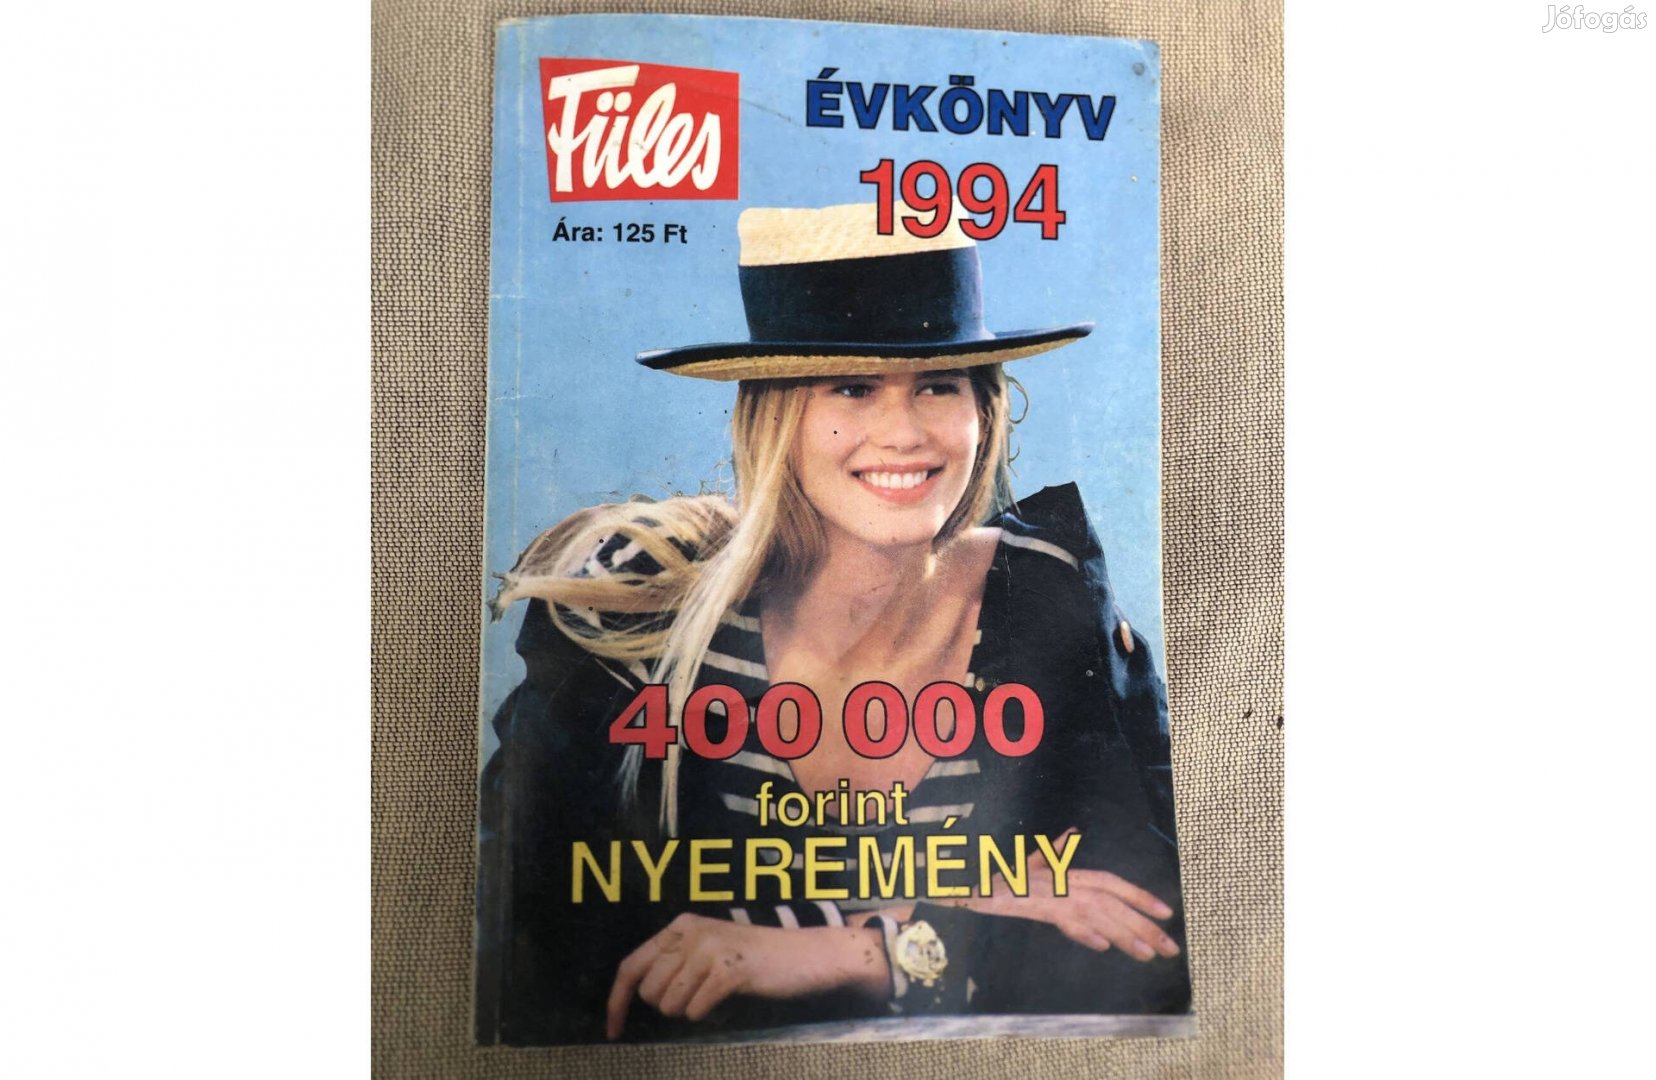 Jófogás
Füles
ÉVKÖNYV
1994
Ára: 125 Ft
400 000
forint
NYEREMÉNY